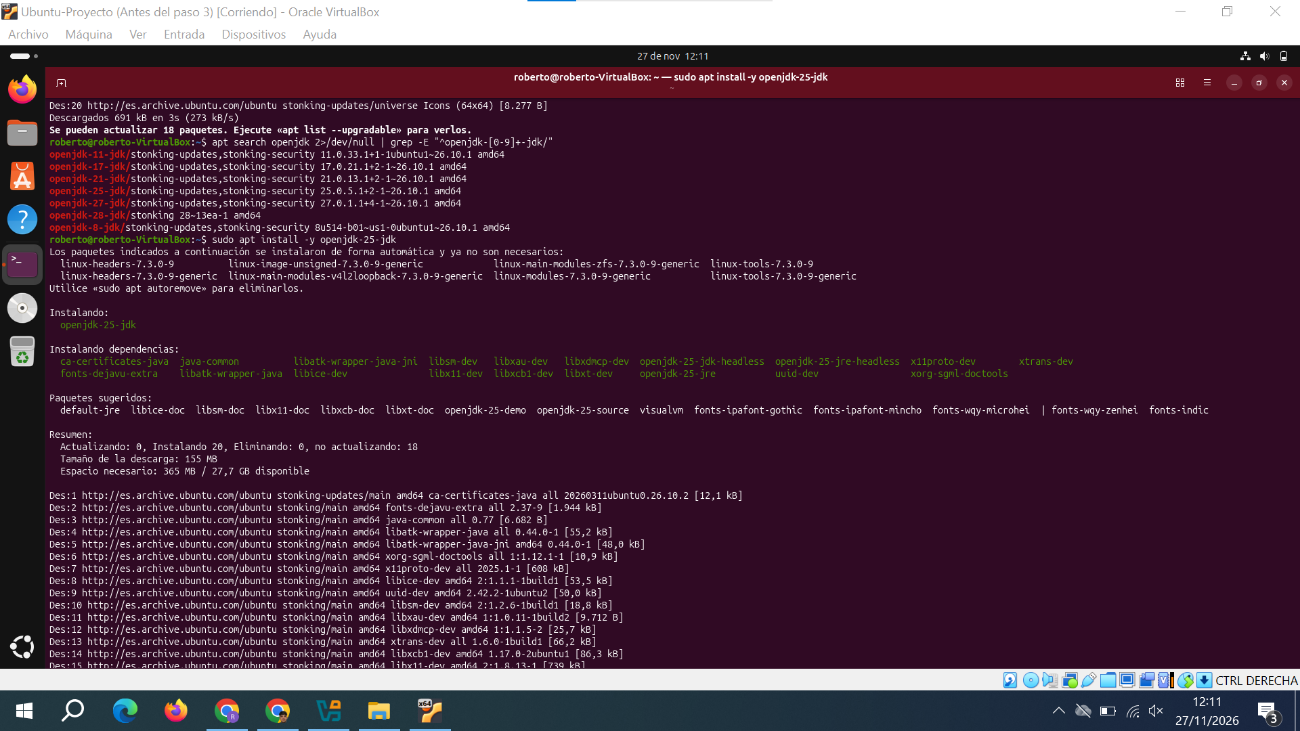 Ubuntu-Proyecto (Antes del paso 3) [Corriendo] - Oracle VirtualBox
Archivo Máquina Ver Entrada Dispositivos Ayuda
27 de nov 12:11
roberto@roberto-VirtualBox: ~ — sudo apt install -y openjdk-25-jdk
~
Des:20 http://es.archive.ubuntu.com/ubuntu stonking-updates/universe Icons (64x64) [8.277 B]
Descargados 691 kB en 3s (273 kB/s)
Se pueden actualizar 18 paquetes. Ejecute «apt list --upgradable» para verlos.
roberto@roberto-VirtualBox:~$ apt search openjdk 2>/dev/null | grep -E "^openjdk-[0-9]+-jdk/"
openjdk-11-jdk/stonking-updates,stonking-security 11.0.33.1+1-1ubuntu1~26.10.1 amd64
openjdk-17-jdk/stonking-updates,stonking-security 17.0.21.1+2-1~26.10.1 amd64
openjdk-21-jdk/stonking-updates,stonking-security 21.0.13.1+2-1~26.10.1 amd64
openjdk-25-jdk/stonking-updates,stonking-security 25.0.5.1+2-1~26.10.1 amd64
openjdk-27-jdk/stonking-updates,stonking-security 27.0.1.1+4-1~26.10.1 amd64
openjdk-28-jdk/stonking 28~13ea-1 amd64
openjdk-8-jdk/stonking-updates,stonking-security 8u514-b01~us1-0ubuntu1~26.10.1 amd64
roberto@roberto-VirtualBox:~$ sudo apt install -y openjdk-25-jdk
Los paquetes indicados a continuación se instalaron de forma automática y ya no son necesarios:
linux-headers-7.3.0-9 linux-image-unsigned-7.3.0-9-generic linux-main-modules-zfs-7.3.0-9-generic linux-tools-7.3.0-9
linux-headers-7.3.0-9-generic linux-main-modules-v4l2loopback-7.3.0-9-generic linux-modules-7.3.0-9-generic linux-tools-7.3.0-9-generic
Utilice «sudo apt autoremove» para eliminarlos.
Instalando:
openjdk-25-jdk
Instalando dependencias:
ca-certificates-java java-common libatk-wrapper-java-jni libsm-dev libxau-dev libxdmcp-dev openjdk-25-jdk-headless openjdk-25-jre-headless x11proto-dev xtrans-dev
fonts-dejavu-extra libatk-wrapper-java libice-dev libx11-dev libxcb1-dev libxt-dev openjdk-25-jre uuid-dev xorg-sgml-doctools
Paquetes sugeridos:
default-jre libice-doc libsm-doc libx11-doc libxcb-doc libxt-doc openjdk-25-demo openjdk-25-source visualvm fonts-ipafont-gothic fonts-ipafont-mincho fonts-wqy-microhei | fonts-wqy-zenhei fonts-indic
Resumen:
Actualizando: 0, Instalando 20, Eliminando: 0, no actualizando: 18
Tamaño de la descarga: 155 MB
Espacio necesario: 365 MB / 27,7 GB disponible
Des:1 http://es.archive.ubuntu.com/ubuntu stonking-updates/main amd64 ca-certificates-java all 20260311ubuntu0.26.10.2 [12,1 kB]
Des:2 http://es.archive.ubuntu.com/ubuntu stonking/main amd64 fonts-dejavu-extra all 2.37-9 [1.944 kB]
Des:3 http://es.archive.ubuntu.com/ubuntu stonking/main amd64 java-common all 0.77 [6.682 B]
Des:4 http://es.archive.ubuntu.com/ubuntu stonking/main amd64 libatk-wrapper-java all 0.44.0-1 [55,2 kB]
Des:5 http://es.archive.ubuntu.com/ubuntu stonking/main amd64 libatk-wrapper-java-jni amd64 0.44.0-1 [48,0 kB]
Des:6 http://es.archive.ubuntu.com/ubuntu stonking/main amd64 xorg-sgml-doctools all 1:1.12.1-1 [10,9 kB]
Des:7 http://es.archive.ubuntu.com/ubuntu stonking/main amd64 x11proto-dev all 2025.1-1 [608 kB]
Des:8 http://es.archive.ubuntu.com/ubuntu stonking/main amd64 libice-dev amd64 2:1.1.1-1build1 [53,5 kB]
Des:9 http://es.archive.ubuntu.com/ubuntu stonking/main amd64 uuid-dev amd64 2.42.2-1ubuntu2 [50,0 kB]
Des:10 http://es.archive.ubuntu.com/ubuntu stonking/main amd64 libsm-dev amd64 2:1.2.6-1build1 [18,8 kB]
Des:11 http://es.archive.ubuntu.com/ubuntu stonking/main amd64 libxau-dev amd64 1:1.0.11-1build2 [9.712 B]
Des:12 http://es.archive.ubuntu.com/ubuntu stonking/main amd64 libxdmcp-dev amd64 1:1.1.5-2 [25,7 kB]
Des:13 http://es.archive.ubuntu.com/ubuntu stonking/main amd64 xtrans-dev all 1.6.0-1build1 [66,2 kB]
Des:14 http://es.archive.ubuntu.com/ubuntu stonking/main amd64 libxcb1-dev amd64 1.17.0-2ubuntu1 [86,3 kB]
Des:15 http://es.archive.ubuntu.com/ubuntu stonking/main amd64 libx11-dev amd64 2:1.8.13-1 [739 kB]
CTRL DERECHA
12:11
27/11/2026
3